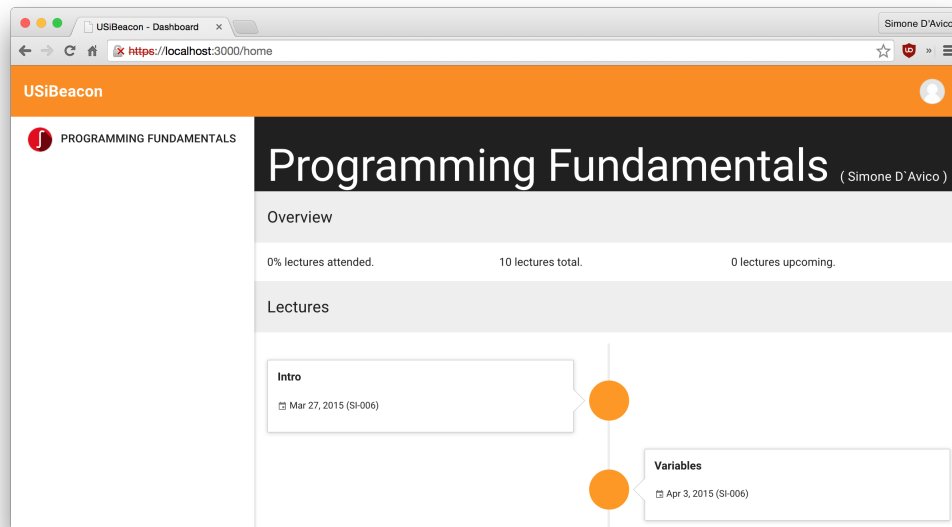 USiBeacon - Dashboard
Simone D'Avico
https://localhost:3000/home
USiBeacon
PROGRAMMING FUNDAMENTALS
Programming Fundamentals ( Simone D`Avico )
Overview
0% lectures attended. 10 lectures total. 0 lectures upcoming.
Lectures
Intro
Mar 27, 2015 (SI-006)
Variables
Apr 3, 2015 (SI-006)